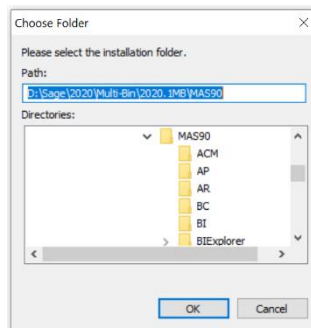 Choose Folder
Please select the installation folder.
Path:
D:\Sage\2020\Multi-Bin\2020.1MB\MAS90
Directories:
MAS90
ACM
AP
AR
BC
BI
BIExplorer
OK Cancel